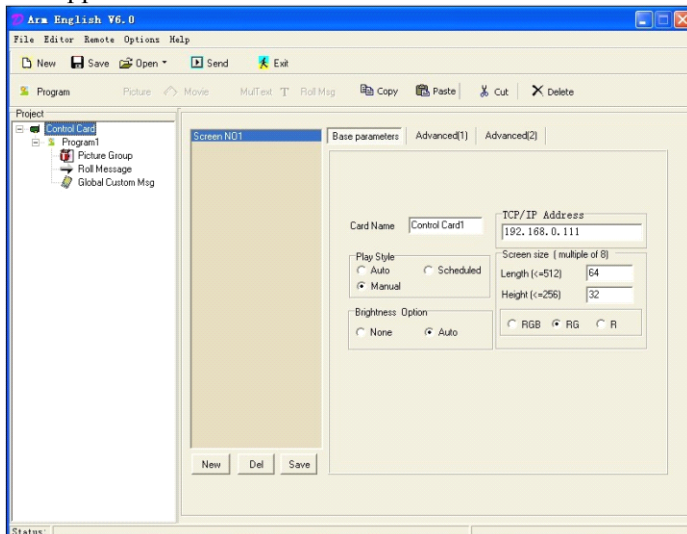 Arm English V6.0
File Editor Remote Options Help
New Save Open Send Exit
Program Picture Movie MulText T Roll Msg Copy Paste Cut Delete
Project
Control Card
Program1
Picture Group
Roll Message
Global Custom Msg
Screen NO1
Base parameters Advanced(1) Advanced(2)
Card Name Control Card1
TCP/IP Address
192.168.0.111
Play Style
Auto Scheduled
Manual
Screen size ( multiple of 8)
Length (<=512) 64
Height (<=256) 32
Brightness Option
None Auto
RGB RG R
New Del Save
Status: